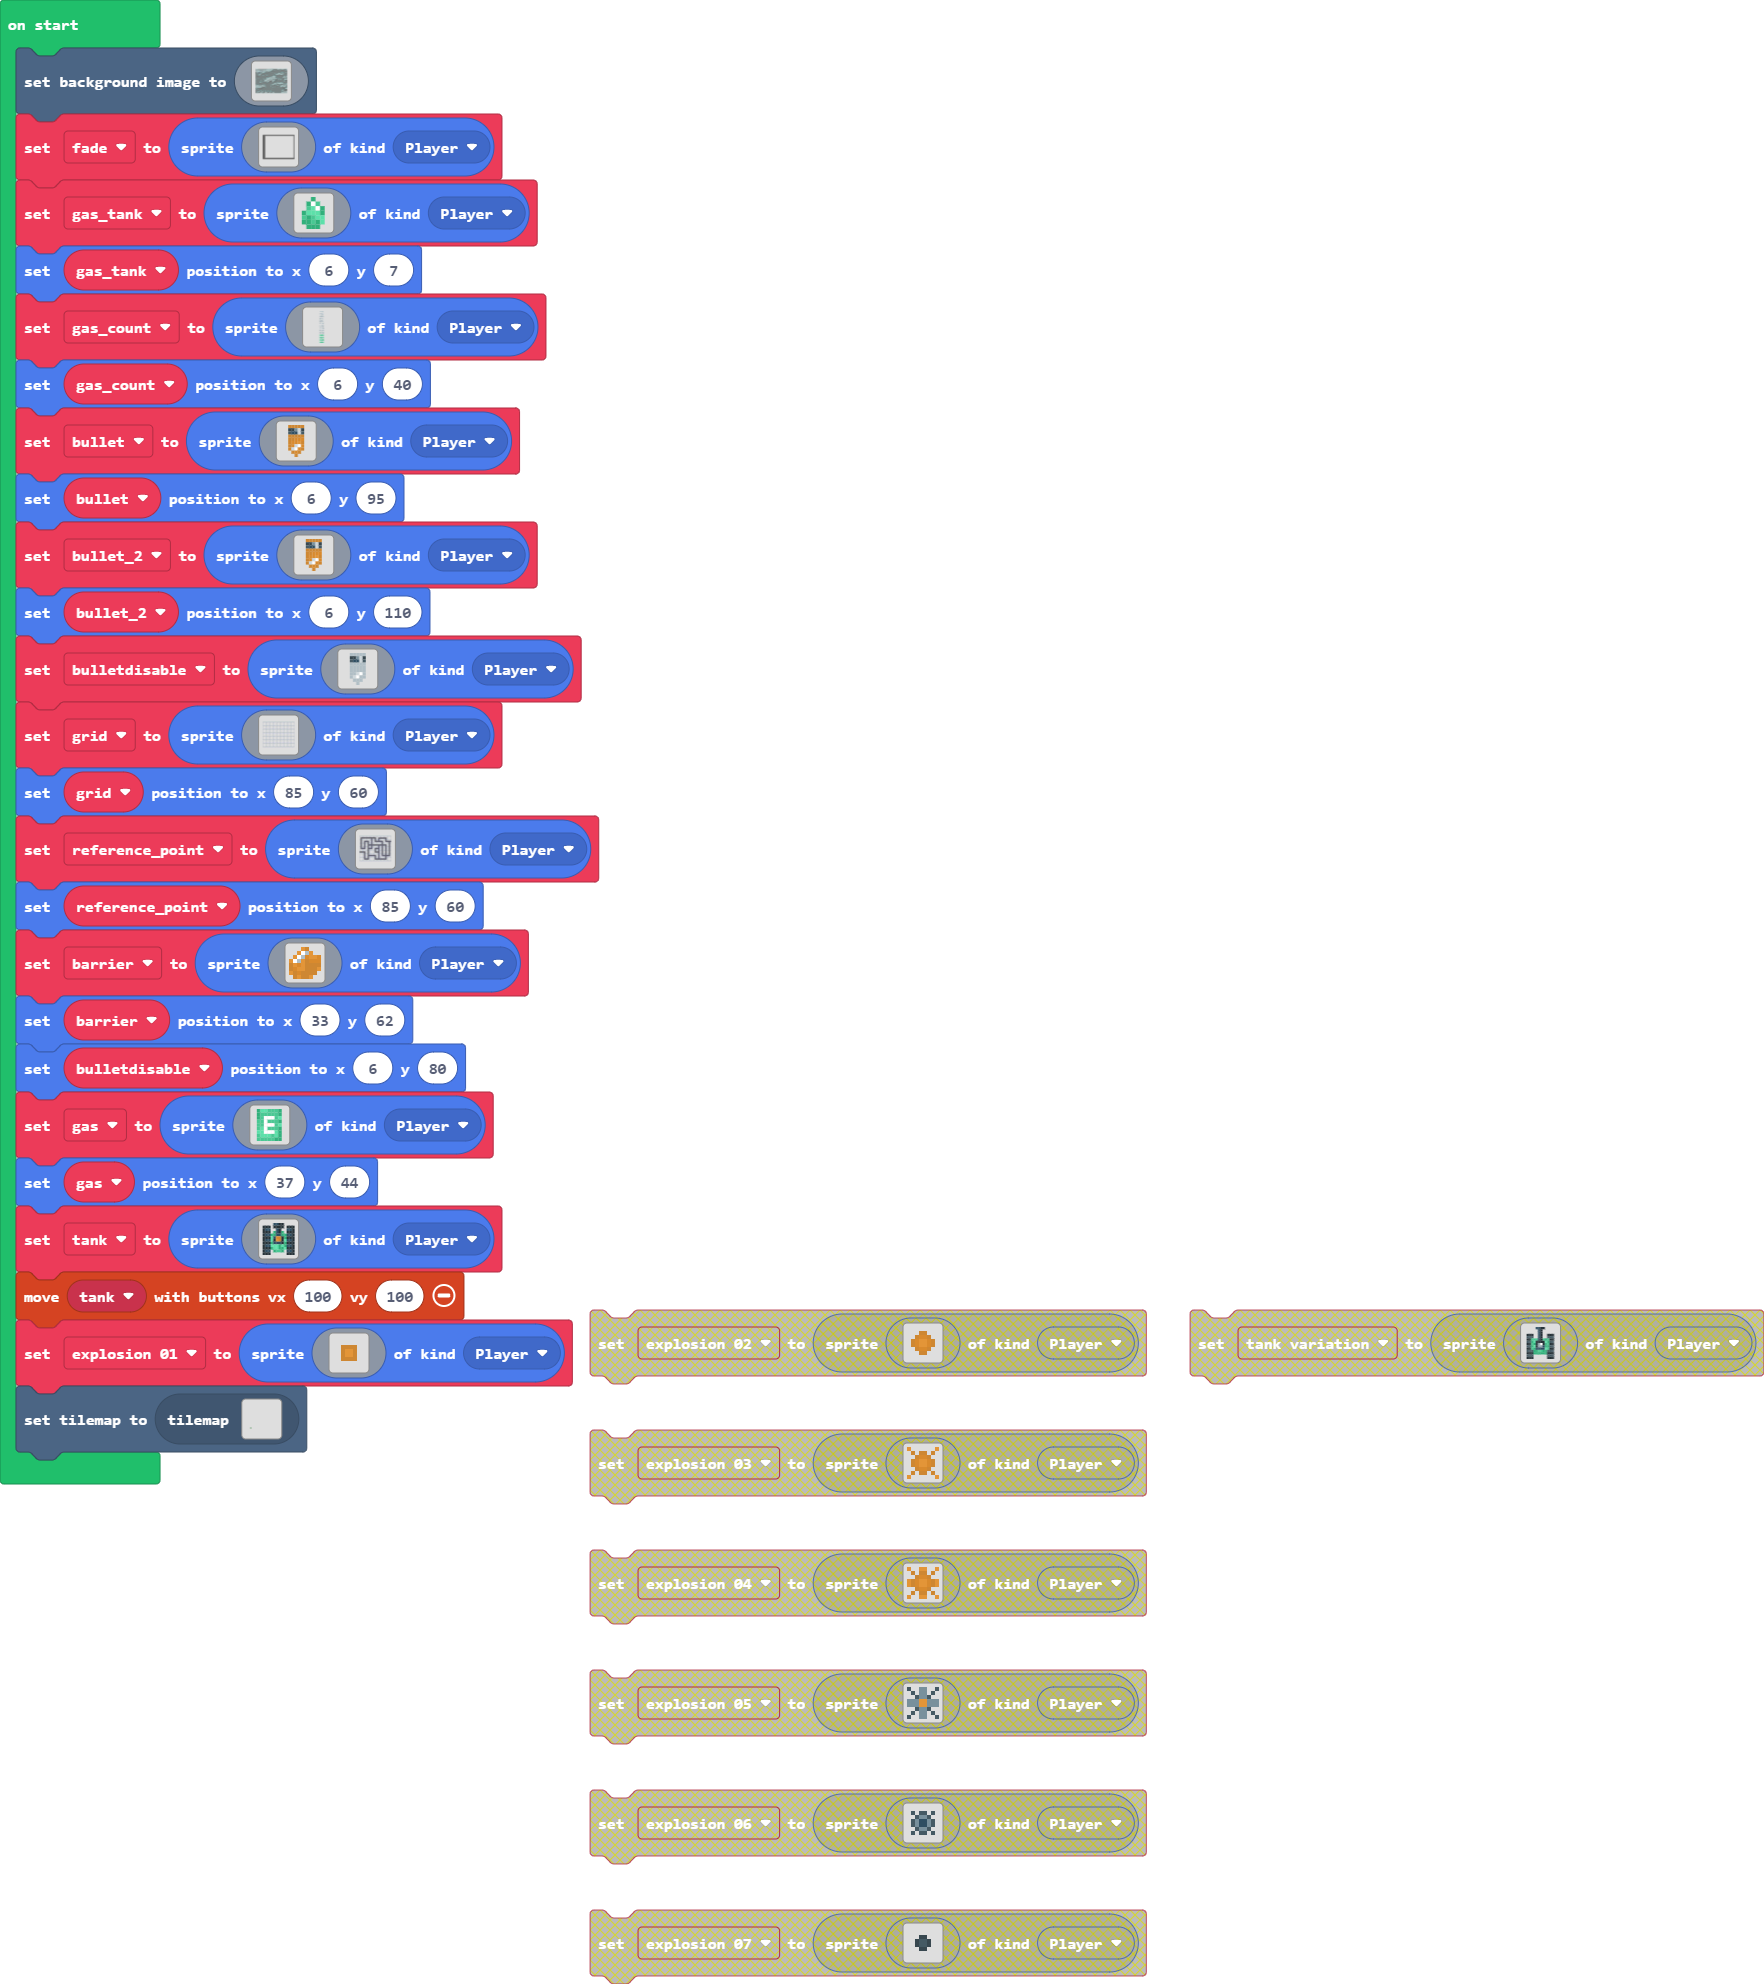 on start
set background image to
set fade to sprite of kind Player
set gas_tank to sprite of kind Player
set gas_tank position to x 6 y 7
set gas_count to sprite of kind Player
set gas_count position to x 6 y 40
set bullet to sprite of kind Player
set bullet position to x 6 y 95
set bullet_2 to sprite of kind Player
set bullet_2 position to x 6 y 110
set bulletdisable to sprite of kind Player
set grid to sprite of kind Player
set grid position to x 85 y 60
set reference_point to sprite of kind Player
set reference_point position to x 85 y 60
set barrier to sprite of kind Player
set barrier position to x 33 y 62
set bulletdisable position to x 6 y 80
set gas to sprite E of kind Player
set gas position to x 37 y 44
set tank to sprite of kind Player
move tank with buttons vx 100 vy 100
set explosion 01 to sprite of kind Player
set tilemap to tilemap
set explosion 02 to sprite of kind Player
set explosion 03 to sprite of kind Player
set explosion 04 to sprite of kind Player
set explosion 05 to sprite of kind Player
set explosion 06 to sprite of kind Player
set explosion 07 to sprite of kind Player
set tank variation to sprite of kind Player